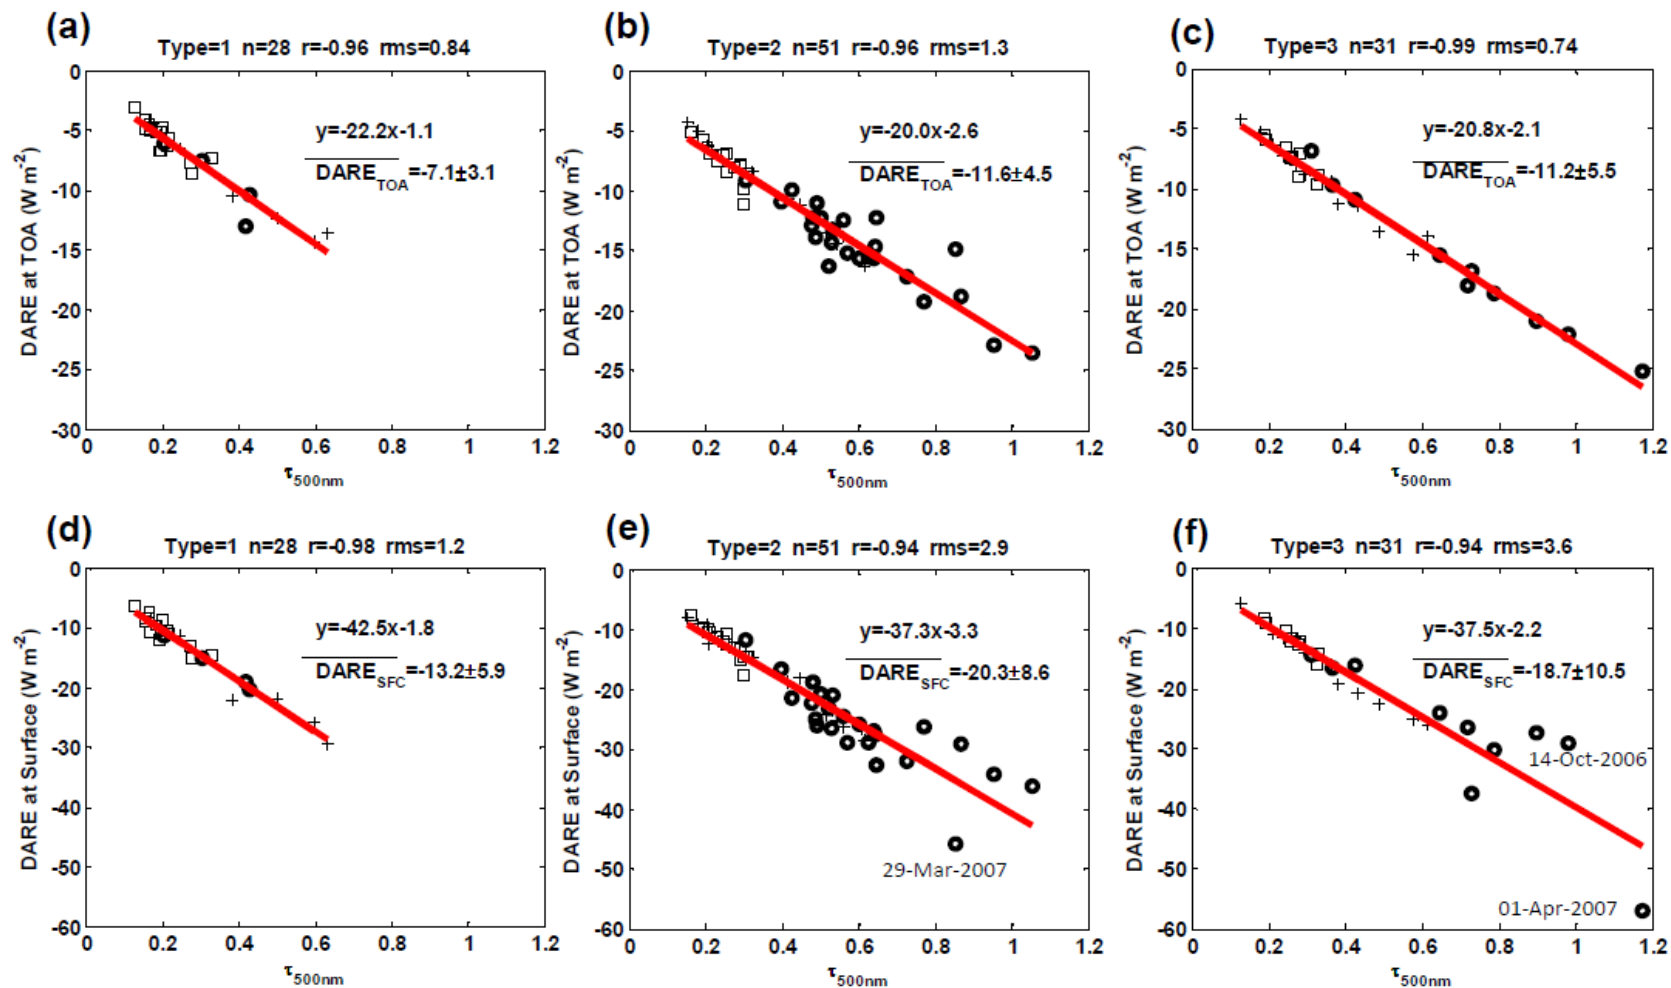 (a)
Type=1 n=28 r=-0.96 rms=0.84
0
-5
-10
-15
-20
-25
-30
DARE at TOA (W m-2)
y=-22.2x-1.1
DARETOA=-7.1±3.1
0 0.2 0.4 0.6 0.8 1 1.2
τ500nm
(b)
Type=2 n=51 r=-0.96 rms=1.3
0
-5
-10
-15
-20
-25
-30
DARE at TOA (W m-2)
y=-20.0x-2.6
DARETOA=-11.6±4.5
0 0.2 0.4 0.6 0.8 1 1.2
τ500nm
(c)
Type=3 n=31 r=-0.99 rms=0.74
0
-5
-10
-15
-20
-25
-30
DARE at TOA (W m-2)
y=-20.8x-2.1
DARETOA=-11.2±5.5
0 0.2 0.4 0.6 0.8 1 1.2
τ500nm
(d)
Type=1 n=28 r=-0.98 rms=1.2
0
-10
-20
-30
-40
-50
-60
DARE at Surface (W m-2)
y=-42.5x-1.8
DARESFC=-13.2±5.9
0 0.2 0.4 0.6 0.8 1 1.2
τ500nm
(e)
Type=2 n=51 r=-0.94 rms=2.9
0
-10
-20
-30
-40
-50
-60
DARE at Surface (W m-2)
y=-37.3x-3.3
DARESFC=-20.3±8.6
29-Mar-2007
0 0.2 0.4 0.6 0.8 1 1.2
τ500nm
(f)
Type=3 n=31 r=-0.94 rms=3.6
0
-10
-20
-30
-40
-50
-60
DARE at Surface (W m-2)
y=-37.5x-2.2
DARESFC=-18.7±10.5
14-Oct-2006
01-Apr-2007
0 0.2 0.4 0.6 0.8 1 1.2
τ500nm